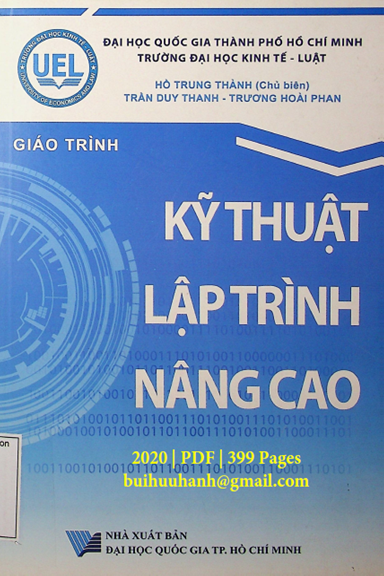 ĐẠI HỌC QUỐC GIA THÀNH PHỐ HỒ CHÍ MINH
TRƯỜNG ĐẠI HỌC KINH TẾ - LUẬT
UEL
HỒ TRUNG THÀNH (Chủ biên)
TRẦN DUY THANH - TRƯƠNG HOÀI PHAN
GIÁO TRÌNH
KỸ THUẬT
LẬP TRÌNH
NÂNG CAO
2020 | PDF | 399 Pages
buihuuhanh@gmail.com
NHÀ XUẤT BẢN
ĐẠI HỌC QUỐC GIA TP. HỒ CHÍ MINH